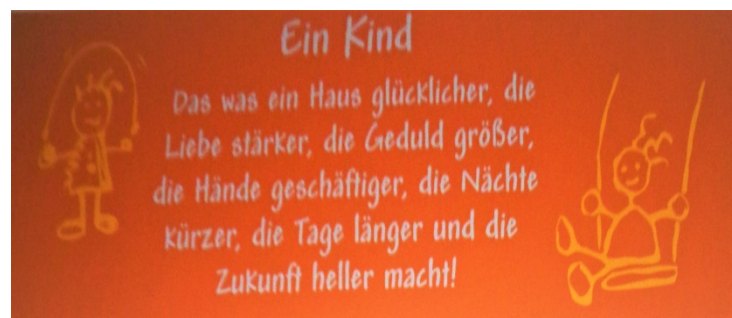 Ein Kind
Das was ein Haus glücklicher, die
Liebe stärker, die Geduld größer,
die Hände geschäftiger, die Nächte
kürzer, die Tage länger und die
Zukunft heller macht!